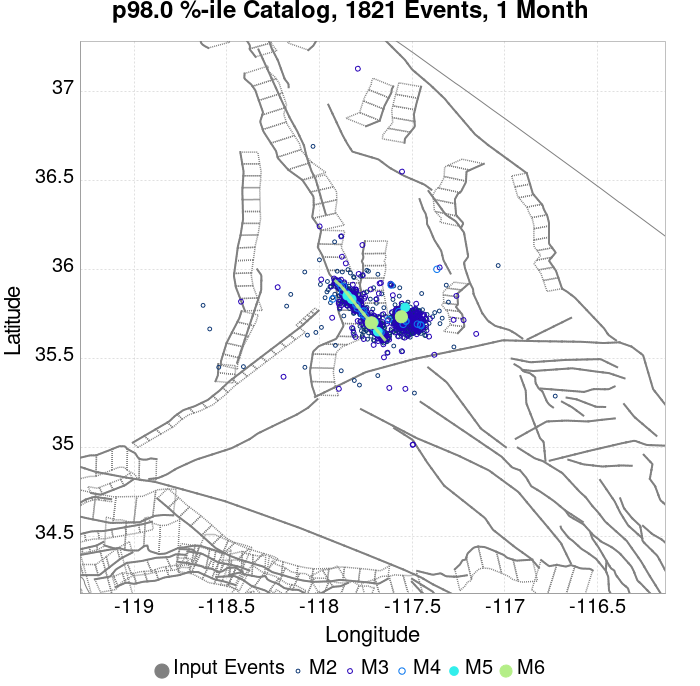 p98.0 %-ile Catalog, 1821 Events, 1 Month
37
36.5
36
35.5
35
34.5
Latitude
-119 -118.5 -118 -117.5 -117 -116.5
Longitude
Input Events M2 M3 M4 M5 M6